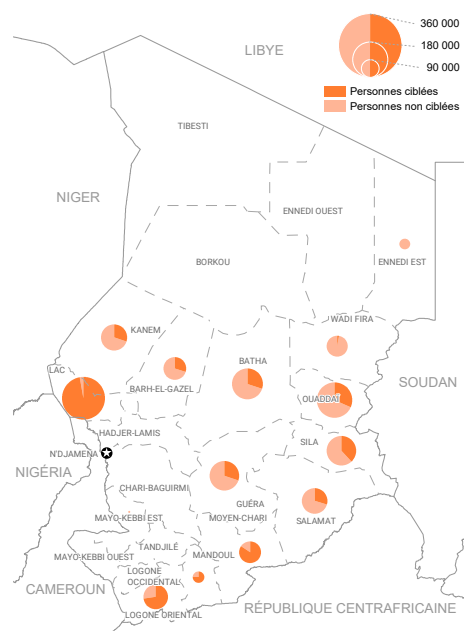 360 000
LIBYE
180 000
90 000
Personnes ciblées
Personnes non ciblées
TIBESTI
NIGER
ENNEDI OUEST
BORKOU
ENNEDI EST
WADI FIRA
KANEM
BATHA
LAC
BARH-EL-GAZEL
SOUDAN
OUADDAÏ
HADJER-LAMIS
SILA
N'DJAMENA
NIGÉRIA
CHARI-BAGUIRMI
GUÉRA
MAYO-KEBBI EST
MOYEN-CHARI
SALAMAT
TANDJILÉ
MAYO-KEBBI OUEST
MANDOUL
LOGONE
OCCIDENTAL
CAMEROUN
RÉPUBLIQUE CENTRAFRICAINE
LOGONE ORIENTAL